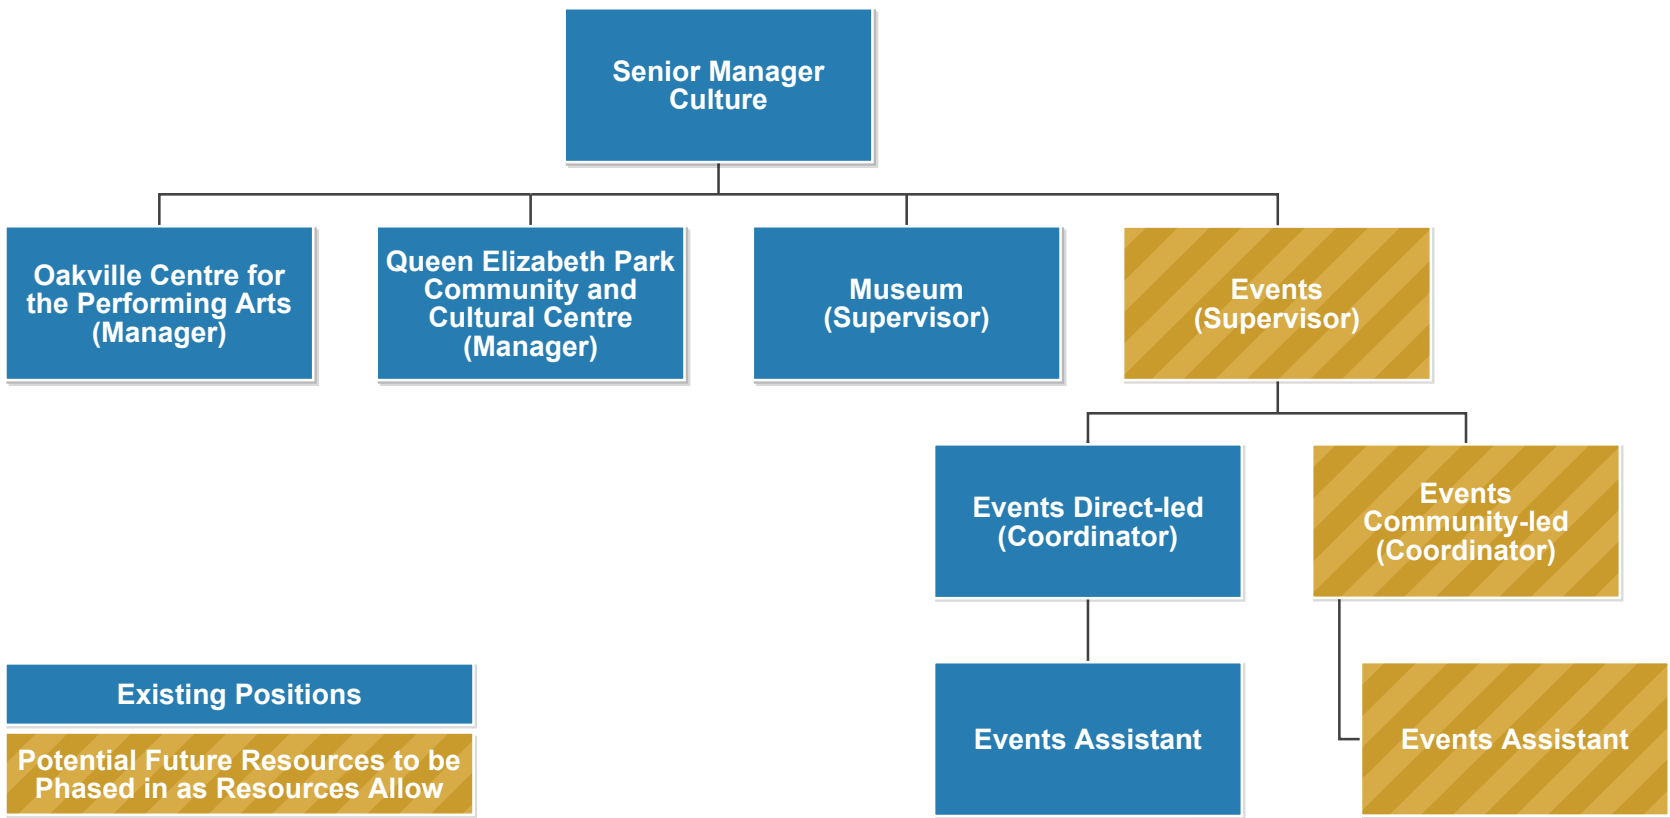 Senior Manager
Culture
Oakville Centre for
the Performing Arts
(Manager)
Queen Elizabeth Park
Community and
Cultural Centre
(Manager)
Museum
(Supervisor)
Events
(Supervisor)
Events Direct-led
(Coordinator)
Events
Community-led
(Coordinator)
Events Assistant
Events Assistant
Existing Positions
Potential Future Resources to be
Phased in as Resources Allow